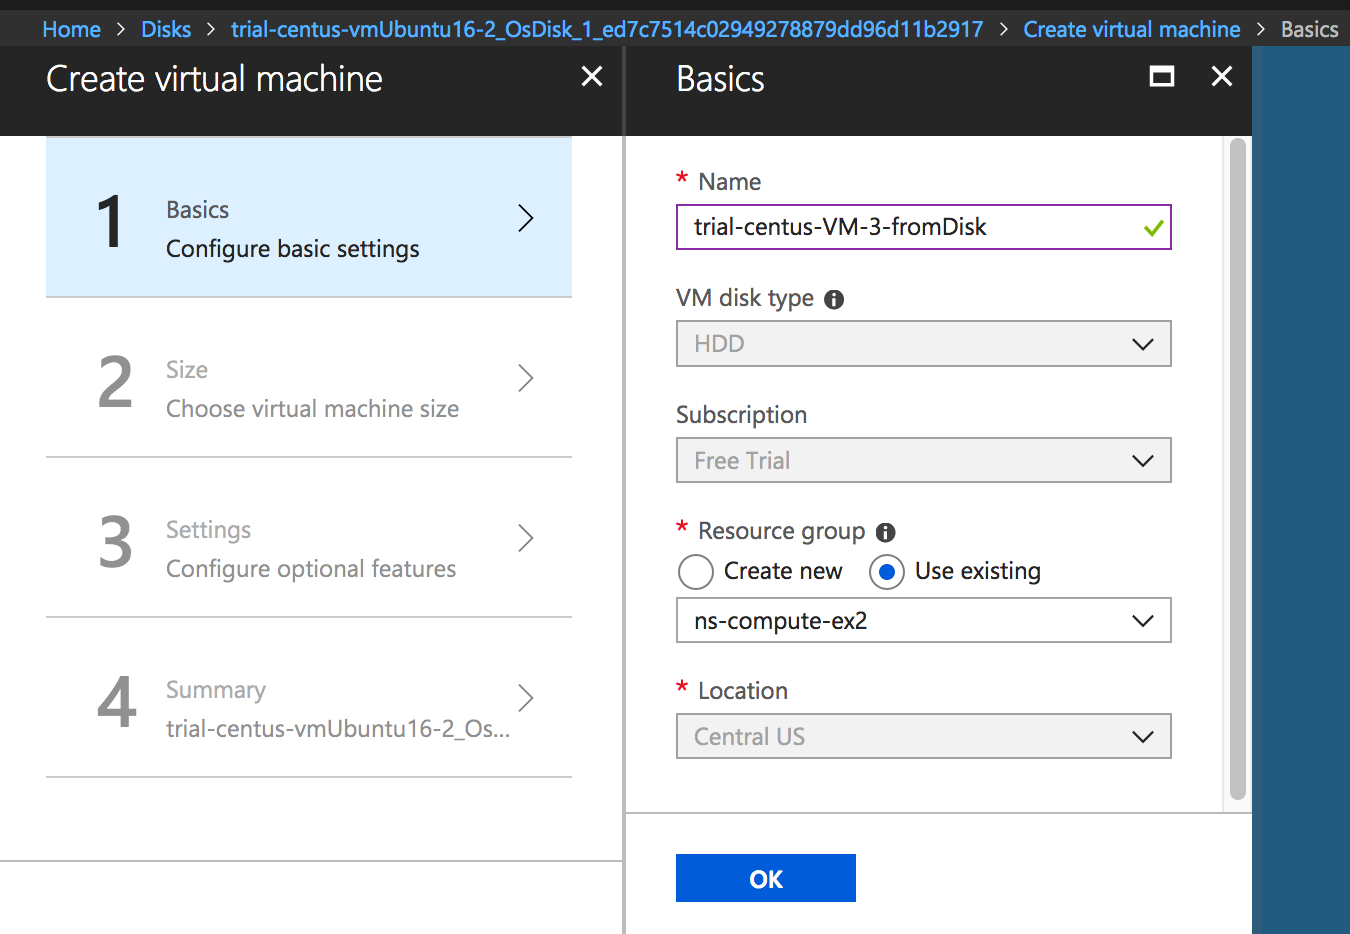 Home > Disks > trial-centus-vmUbuntu16-2_OsDisk_1_ed7c7514c02949278879dd96d11b2917 > Create virtual machine > Basics
Create virtual machine
1
Basics
Configure basic settings
2
Size
Choose virtual machine size
3
Settings
Configure optional features
4
Summary
trial-centus-vmUbuntu16-2_Os...
Basics
* Name
trial-centus-VM-3-fromDisk
VM disk type
HDD
Subscription
Free Trial
* Resource group
Create new Use existing
ns-compute-ex2
* Location
Central US
OK